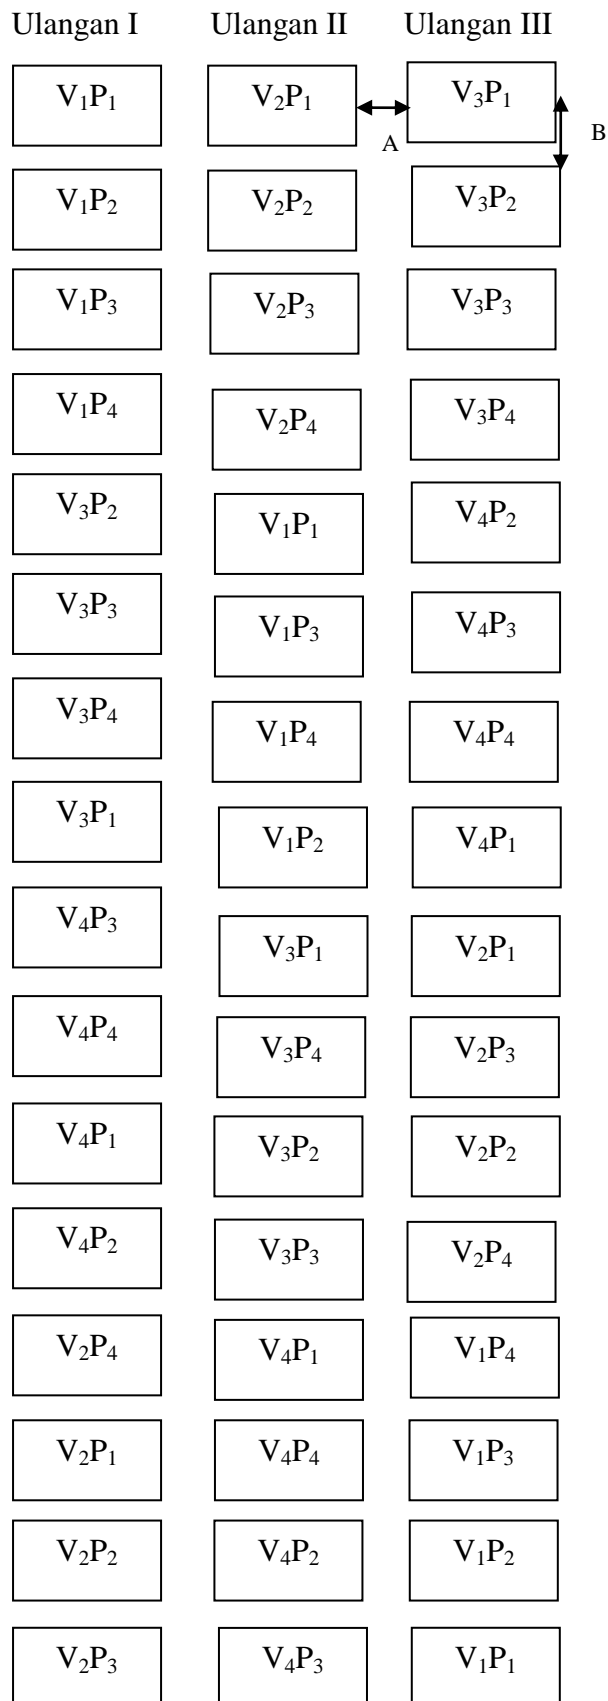 Ulangan I Ulangan II Ulangan III
V₁P₁ V₂P₁ V₃P₁
A B
V₁P₂ V₂P₂ V₃P₂
V₁P₃ V₂P₃ V₃P₃
V₁P₄ V₂P₄ V₃P₄
V₃P₂ V₁P₁ V₄P₂
V₃P₃ V₁P₃ V₄P₃
V₃P₄ V₁P₄ V₄P₄
V₃P₁ V₁P₂ V₄P₁
V₄P₃ V₃P₁ V₂P₁
V₄P₄ V₃P₄ V₂P₃
V₄P₁ V₃P₂ V₂P₂
V₄P₂ V₃P₃ V₂P₄
V₂P₄ V₄P₁ V₁P₄
V₂P₁ V₄P₄ V₁P₃
V₂P₂ V₄P₂ V₁P₂
V₂P₃ V₄P₃ V₁P₁